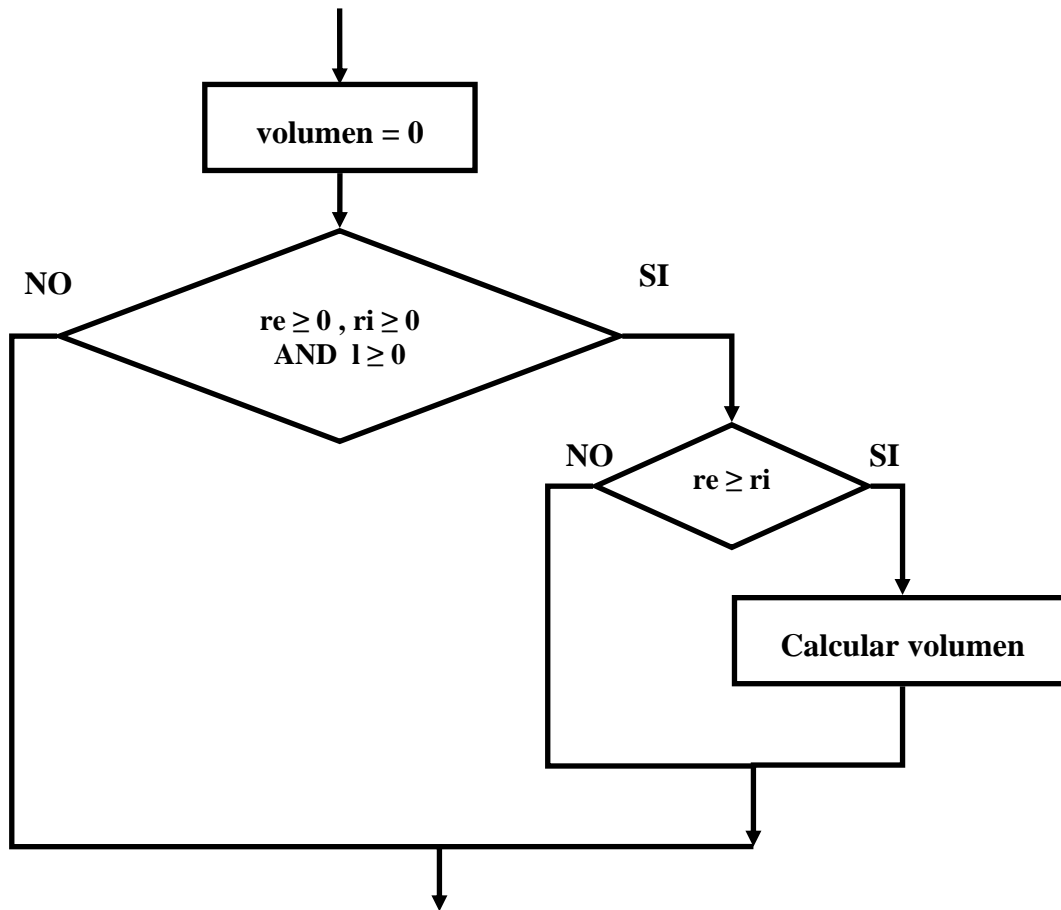 volumen = 0
NO
SI
re ≥ 0 , ri ≥ 0
AND l ≥ 0
NO
SI
re ≥ ri
Calcular volumen